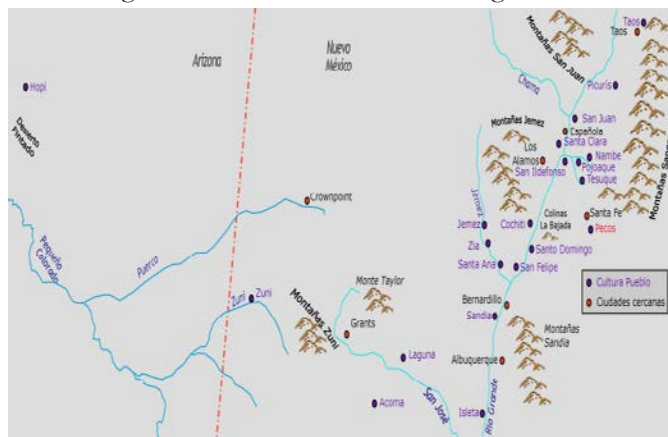 Taos
Taos
Montañas San Juan
Arizona
Nuevo
México
Chama
Picurís
Hopi
Desierto
Pintado
San Juan
Montañas Jemez
Española
Santa Clara
Los
Alamos
Nambe
San Ildefonso
Pojoaque
Tesuque
Crownpoint
Jemez
Jemez
Cochiti
Colinas
La Bajada
Santa Fe
Pecos
Zia
Santo Domingo
Pequeño
Colorado
Puerco
Santa Ana
San Felipe
Monte Taylor
Cultura Pueblo
Ciudades cercanas
Zuni
Zuni
Montañas Zuni
Bernardillo
Sandia
Grants
Montañas
Sandia
Laguna
Albuquerque
San José
Acoma
Isleta
Rio Grande